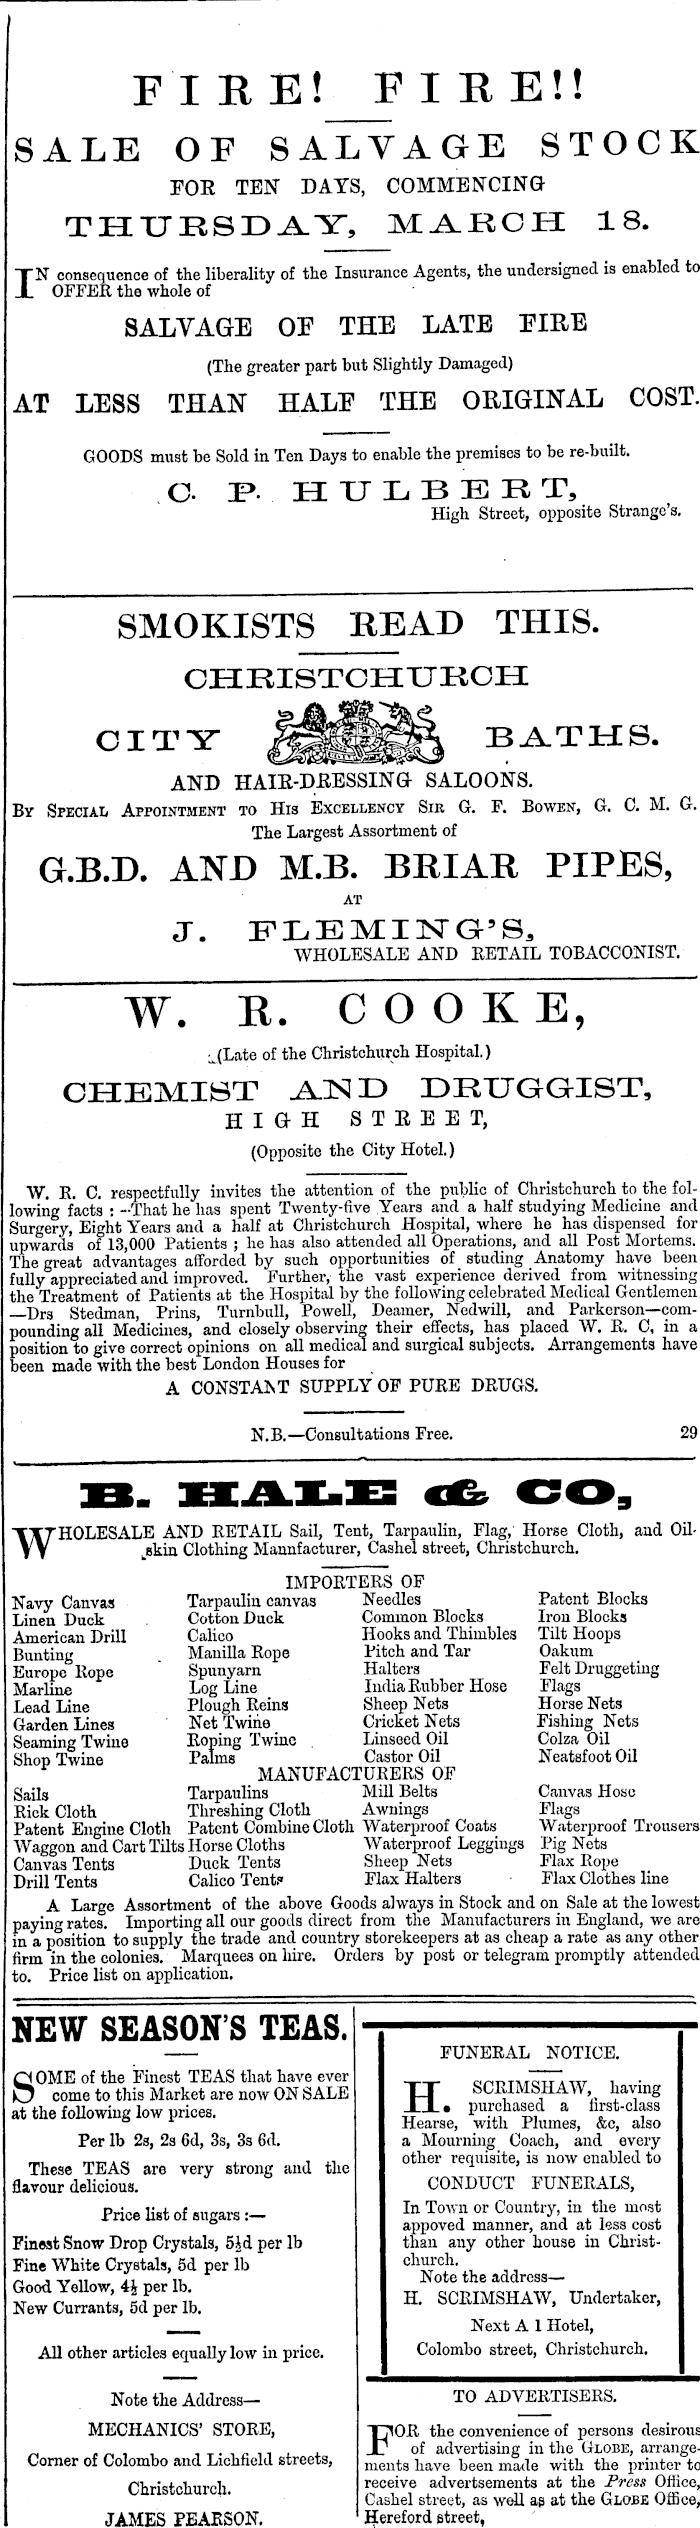 FIRE! FIRE!!
SALE OF SALVAGE STOCK
FOR TEN DAYS, COMMENCING
THURSDAY, MARCH 18.
IN consequence of the liberality of the Insurance Agents, the undersigned is enabled to
OFFER the whole of
SALVAGE OF THE LATE FIRE
(The greater part but Slightly Damaged)
AT LESS THAN HALF THE ORIGINAL COST.
GOODS must be Sold in Ten Days to enable the premises to be re-built.
C. P. HULBERT,
High Street, opposite Strange's.
SMOKISTS READ THIS.
CHRISTCHURCH
CITY BATHS.
AND HAIR-DRESSING SALOONS.
BY SPECIAL APPOINTMENT TO HIS EXCELLENCY SIR G. F. BOWEN, G. C. M. G.
The Largest Assortment of
G.B.D. AND M.B. BRIAR PIPES,
AT
J. FLEMING'S,
WHOLESALE AND RETAIL TOBACCONIST.
W. R. COOKE,
(Late of the Christchurch Hospital.)
CHEMIST AND DRUGGIST,
HIGH STREET,
(Opposite the City Hotel.)
W. R. C. respectfully invites the attention of the public of Christchurch to the fol-
lowing facts : --That he has spent Twenty-five Years and a half studying Medicine and
Surgery, Eight Years and a half at Christchurch Hospital, where he has dispensed for
upwards of 13,000 Patients ; he has also attended all Operations, and all Post Mortems.
The great advantages afforded by such opportunities of studing Anatomy have been
fully appreciated and improved. Further, the vast experience derived from witnessing
the Treatment of Patients at the Hospital by the following celebrated Medical Gentlemen
—Drs Stedman, Prins, Turnbull, Powell, Deamer, Nedwill, and Parkerson—com-
pounding all Medicines, and closely observing their effects, has placed W. R. C, in a
position to give correct opinions on all medical and surgical subjects. Arrangements have
been made with the best London Houses for
A CONSTANT SUPPLY OF PURE DRUGS.
N.B.—Consultations Free. 29
B. HALE & CO,
WHOLESALE AND RETAIL Sail, Tent, Tarpaulin, Flag, Horse Cloth, and Oil-
skin Clothing Mannfacturer, Cashel street, Christchurch.
IMPORTERS OF
Navy Canvas Tarpaulin canvas Needles Patent Blocks
Linen Duck Cotton Duck Common Blocks Iron Blocks
American Drill Calico Hooks and Thimbles Tilt Hoops
Bunting Manilla Rope Pitch and Tar Oakum
Europe Rope Spunyarn Halters Felt Druggeting
Marline Log Line India Rubber Hose Flags
Lead Line Plough Reins Sheep Nets Horse Nets
Garden Lines Net Twine Cricket Nets Fishing Nets
Seaming Twine Roping Twine Linseed Oil Colza Oil
Shop Twine Palms Castor Oil Neatsfoot Oil
MANUFACTURERS OF
Sails Tarpaulins Mill Belts Canvas Hose
Rick Cloth Threshing Cloth Awnings Flags
Patent Engine Cloth Patent Combine Cloth Waterproof Coats Waterproof Trousers
Waggon and Cart Tilts Horse Cloths Waterproof Leggings Pig Nets
Canvas Tents Duck Tents Sheep Nets Flax Rope
Drill Tents Calico Tents Flax Halters Flax Clothes line
A Large Assortment of the above Goods always in Stock and on Sale at the lowest
paying rates. Importing all our goods direct from the Manufacturers in England, we are
in a position to supply the trade and country storekeepers at as cheap a rate as any other
firm in the colonies. Marquees on hire. Orders by post or telegram promptly attended
to. Price list on application.
NEW SEASON'S TEAS.
SOME of the Finest TEAS that have ever
come to this Market are now ON SALE
at the following low prices.
Per lb 2s, 2s 6d, 3s, 3s 6d.
These TEAS are very strong and the
flavour delicious.
Price list of sugars :—
Finest Snow Drop Crystals, 5½d per lb
Fine White Crystals, 5d per lb
Good Yellow, 4½ per lb.
New Currants, 5d per lb.
All other articles equally low in price.
Note the Address—
MECHANICS' STORE,
Corner of Colombo and Lichfield streets,
Christchurch.
JAMES PEARSON.
FUNERAL NOTICE.
H. SCRIMSHAW, having
purchased a first-class
Hearse, with Plumes, &c, also
a Mourning Coach, and every
other requisite, is now enabled to
CONDUCT FUNERALS,
In Town or Country, in the most
appoved manner, and at less cost
than any other house in Christ-
church.
Note the address—
H. SCRIMSHAW, Undertaker,
Next A 1 Hotel,
Colombo street, Christchurch.
TO ADVERTISERS.
FOR the convenience of persons desirous
of advertising in the GLOBE, arrange-
ments have been made with the printer to
receive advertsements at the Press Office,
Cashel street, as well as at the GLOBE Office,
Hereford street,